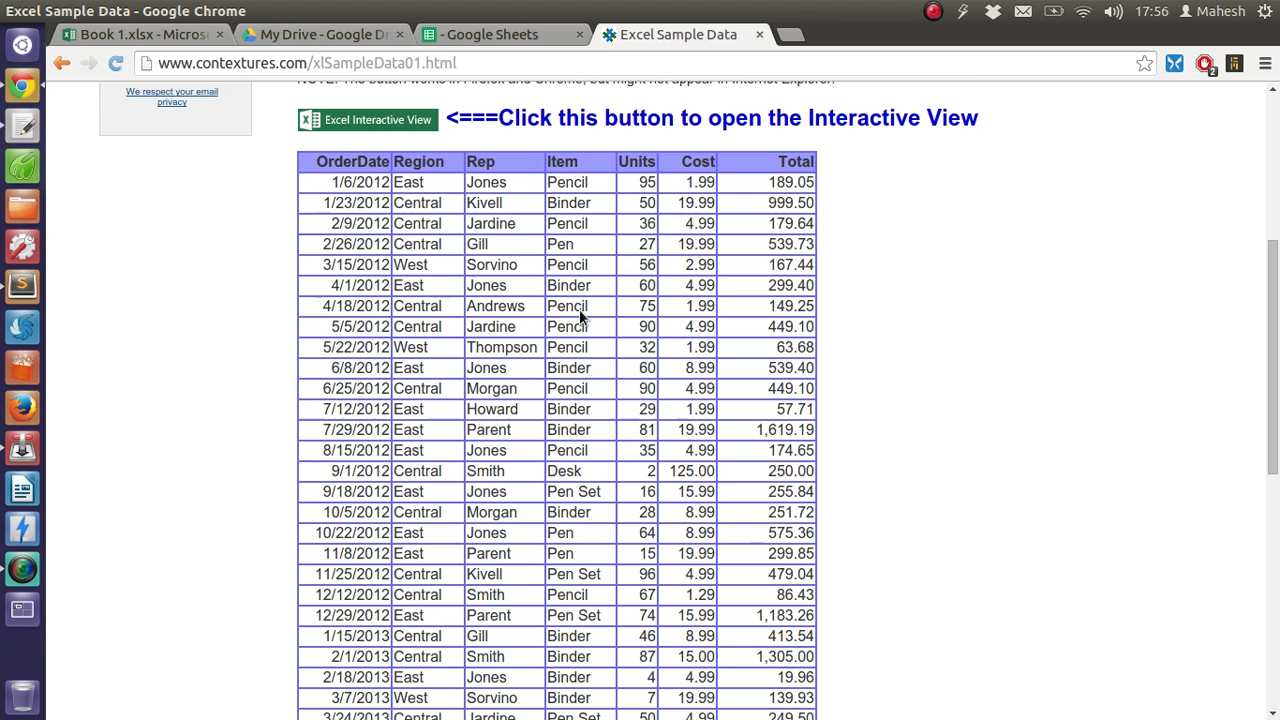 Excel Sample Data - Google Chrome 17:56 Mahesh
Book 1.xlsx - Micros My Drive - Google D - Google Sheets Excel Sample Data
www.contextures.com/xlSampleData01.html 2
We respect your email
privacy
Excel Interactive View <===Click this button to open the Interactive View
OrderDate Region Rep Item Units Cost Total
1/6/2012 East Jones Pencil 95 1.99 189.05
1/23/2012 Central Kivell Binder 50 19.99 999.50
2/9/2012 Central Jardine Pencil 36 4.99 179.64
2/26/2012 Central Gill Pen 27 19.99 539.73
3/15/2012 West Sorvino Pencil 56 2.99 167.44
4/1/2012 East Jones Binder 60 4.99 299.40
4/18/2012 Central Andrews Pencil 75 1.99 149.25
5/5/2012 Central Jardine Pencil 90 4.99 449.10
5/22/2012 West Thompson Pencil 32 1.99 63.68
6/8/2012 East Jones Binder 60 8.99 539.40
6/25/2012 Central Morgan Pencil 90 4.99 449.10
7/12/2012 East Howard Binder 29 1.99 57.71
7/29/2012 East Parent Binder 81 19.99 1,619.19
8/15/2012 East Jones Pencil 35 4.99 174.65
9/1/2012 Central Smith Desk 2 125.00 250.00
9/18/2012 East Jones Pen Set 16 15.99 255.84
10/5/2012 Central Morgan Binder 28 8.99 251.72
10/22/2012 East Jones Pen 64 8.99 575.36
11/8/2012 East Parent Pen 15 19.99 299.85
11/25/2012 Central Kivell Pen Set 96 4.99 479.04
12/12/2012 Central Smith Pencil 67 1.29 86.43
12/29/2012 East Parent Pen Set 74 15.99 1,183.26
1/15/2013 Central Gill Binder 46 8.99 413.54
2/1/2013 Central Smith Binder 87 15.00 1,305.00
2/18/2013 East Jones Binder 4 4.99 19.96
3/7/2013 West Sorvino Binder 7 19.99 139.93
3/24/2013 Central Jardine Pen Set 50 4.99 249.50